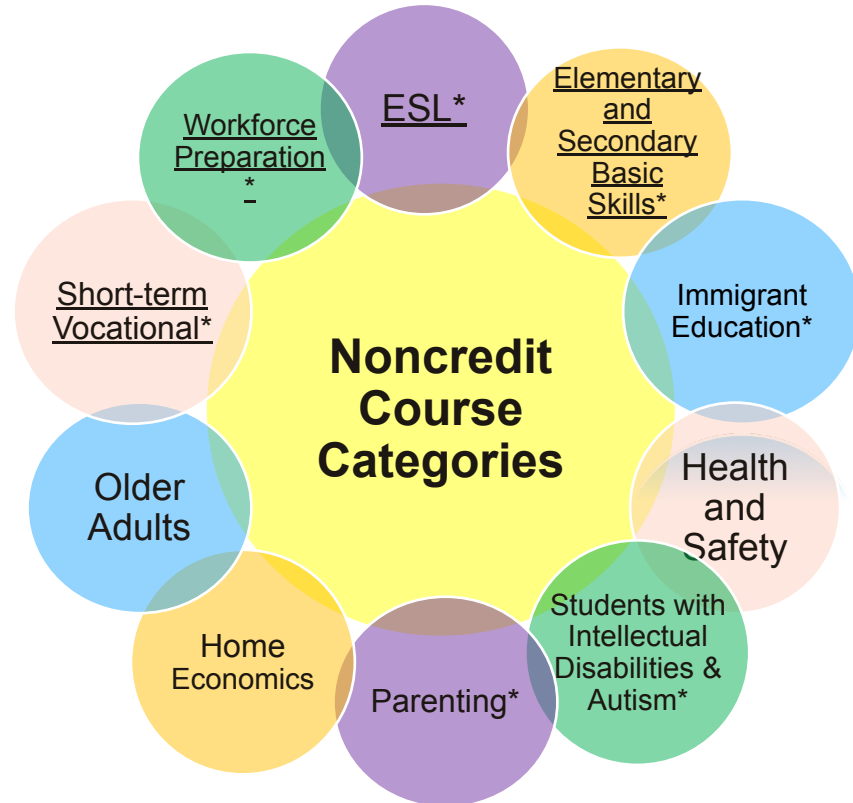 Noncredit
Course
Categories
ESL*
Elementary
and
Secondary
Basic
Skills*
Immigrant
Education*
Health
and
Safety
Students with
Intellectual
Disabilities &
Autism*
Parenting*
Home
Economics
Older
Adults
Short-term
Vocational*
Workforce
Preparation
*